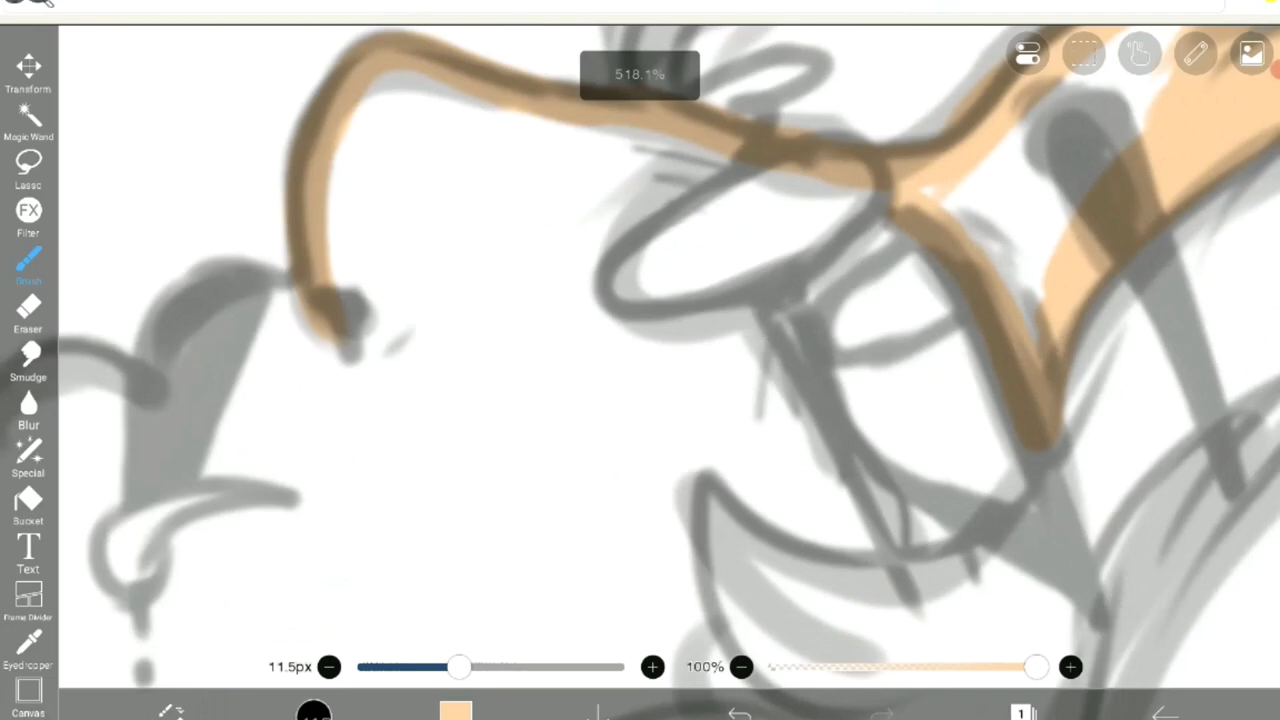 518.1%
Transform
Magic Wand
Lasso
FX
Filter
Brush
Eraser
Smudge
Blur
Special
Bucket
T
Text
Frame Divider
Eyedropper
Canvas
11.5px
100%
1